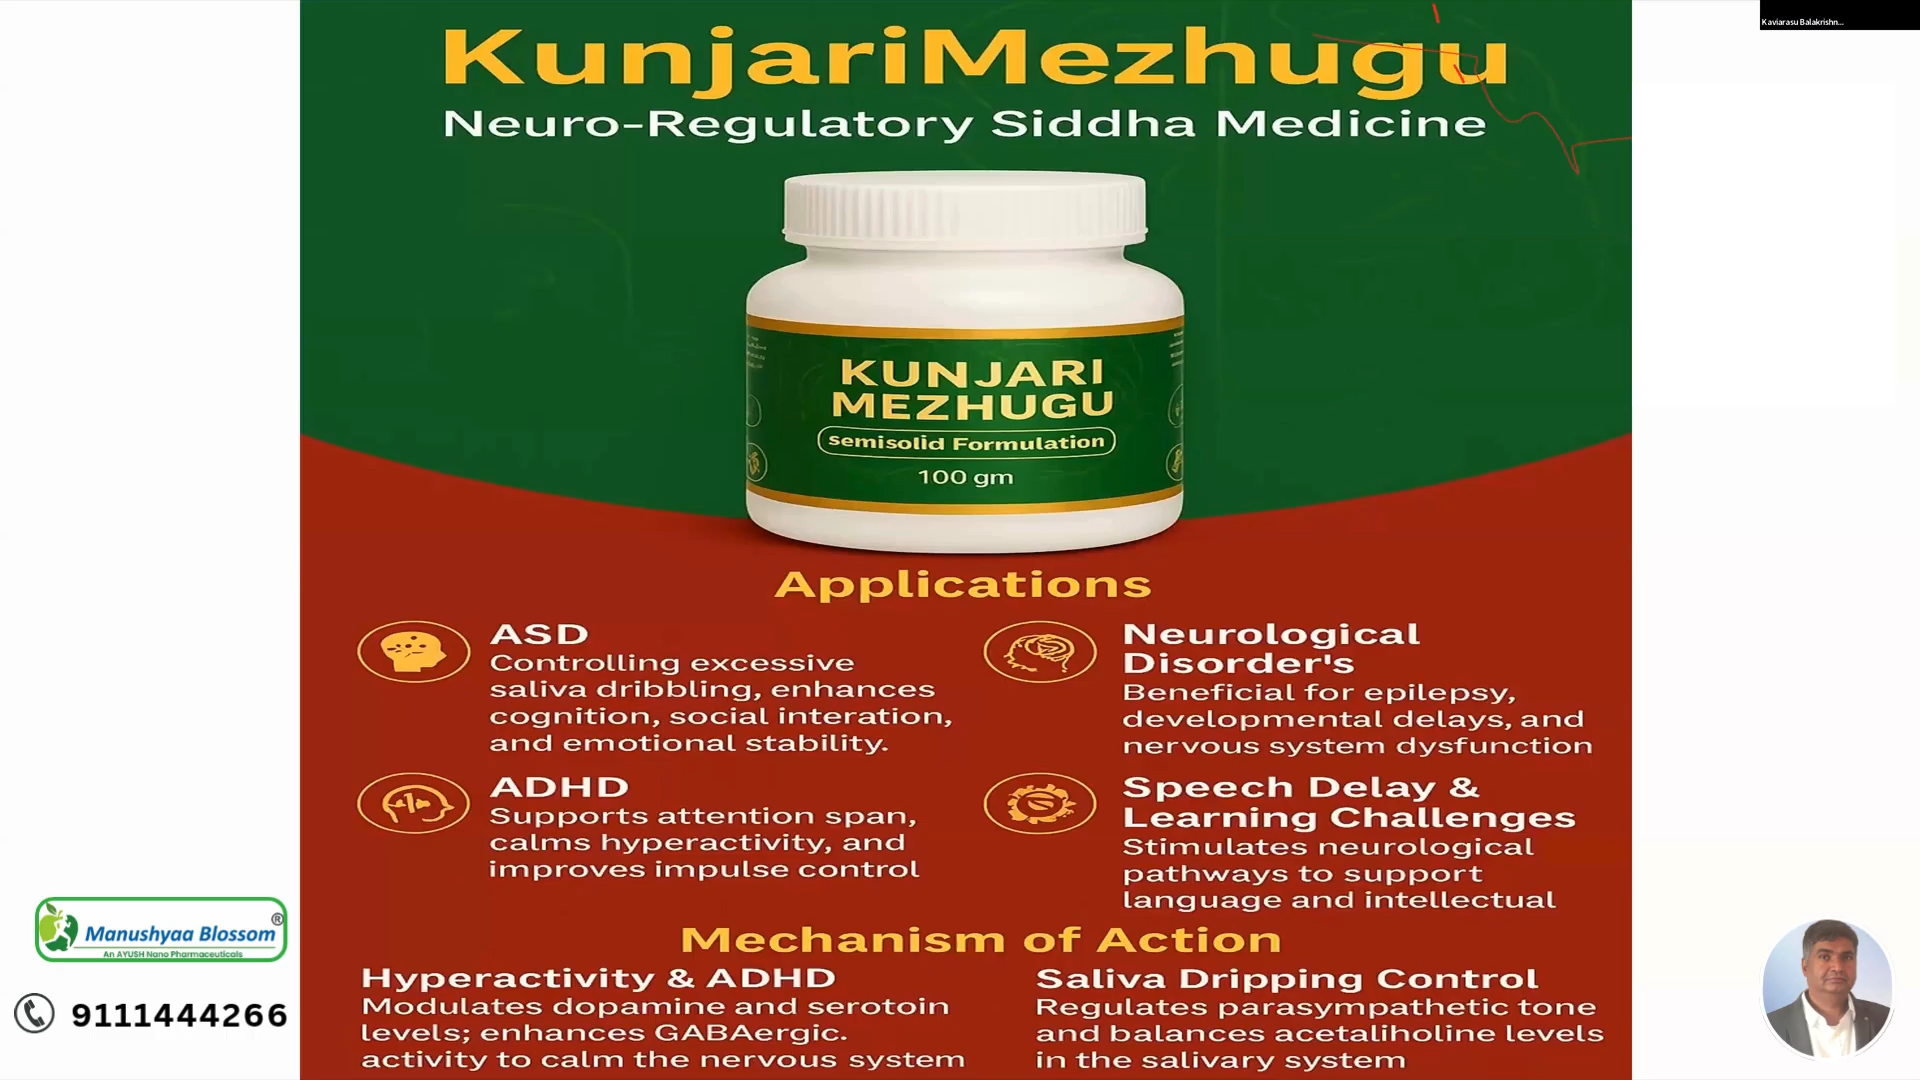 Kaviarasu Balakrishn...
KunjariMezhugu
Neuro-Regulatory Siddha Medicine
KUNJARI
MEZHUGU
semisolid Formulation
100 gm
Applications
ASD
Controlling excessive
saliva dribbling, enhances
cognition, social interation,
and emotional stability.
Neurological
Disorder's
Beneficial for epilepsy,
developmental delays, and
nervous system dysfunction
ADHD
Supports attention span,
calms hyperactivity, and
improves impulse control
Speech Delay &
Learning Challenges
Stimulates neurological
pathways to support
language and intellectual
Mechanism of Action
Hyperactivity & ADHD
Modulates dopamine and serotoin
levels; enhances GABAergic.
activity to calm the nervous system
Saliva Dripping Control
Regulates parasympathetic tone
and balances acetaliholine levels
in the salivary system
Manushyaa Blossom ®
An AYUSH Nano Pharmaceuticals
9111444266